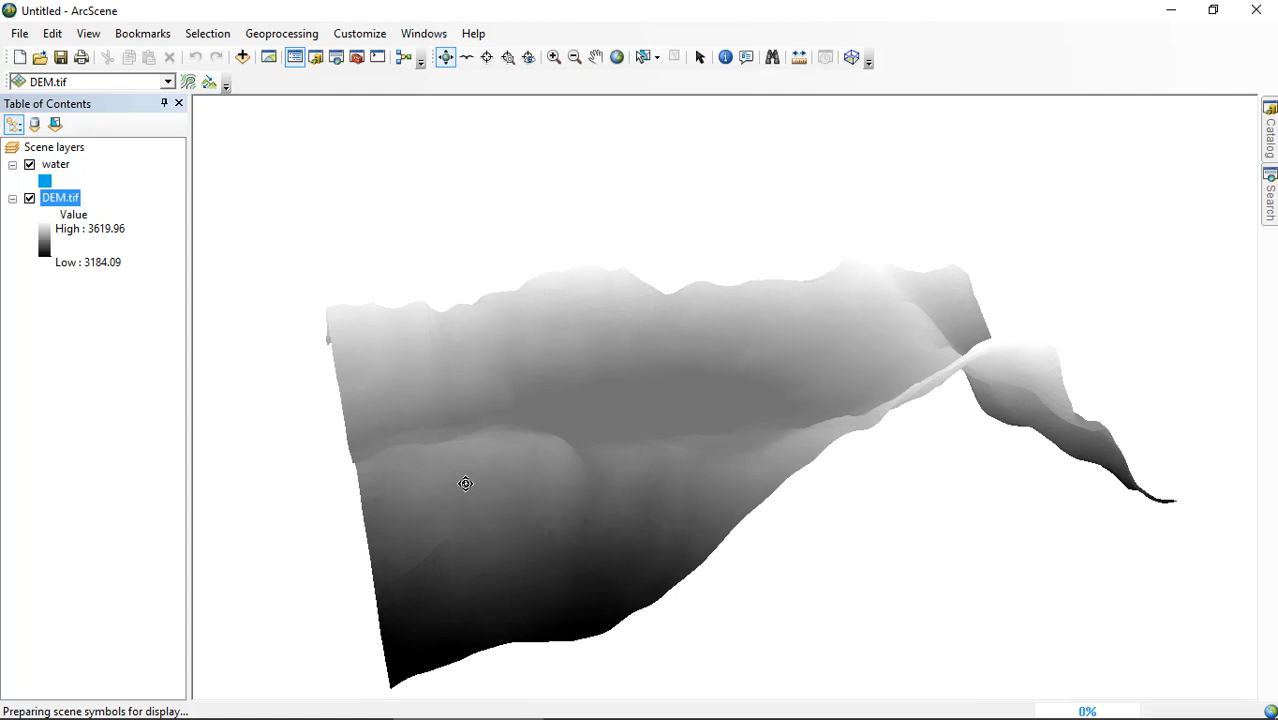 Untitled - ArcScene
File Edit View Bookmarks Selection Geoprocessing Customize Windows Help
DEM.tif
Table of Contents
Scene layers
water
DEM.tif
Value
High : 3619.96
Low : 3184.09
Catalog
Search
Preparing scene symbols for display...
0%